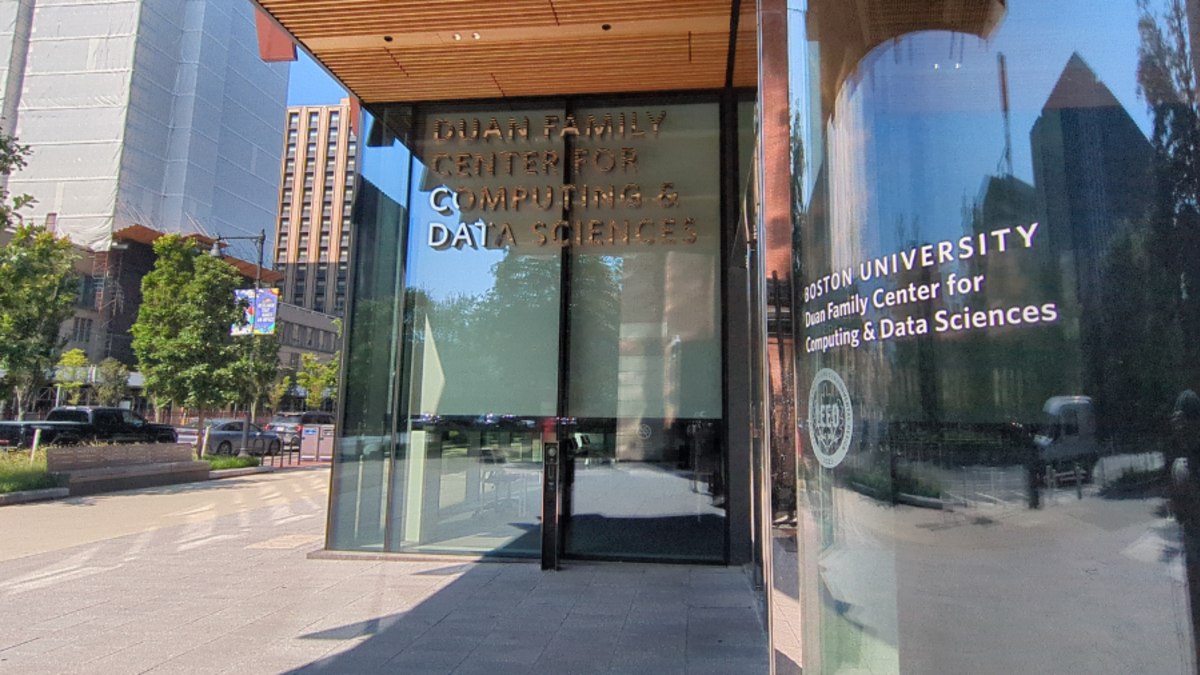 DUAN FAMILY
CENTER FOR
COMPUTING &
DATA SCIENCES
BOSTON UNIVERSITY
Duan Family Center for
Computing & Data Sciences